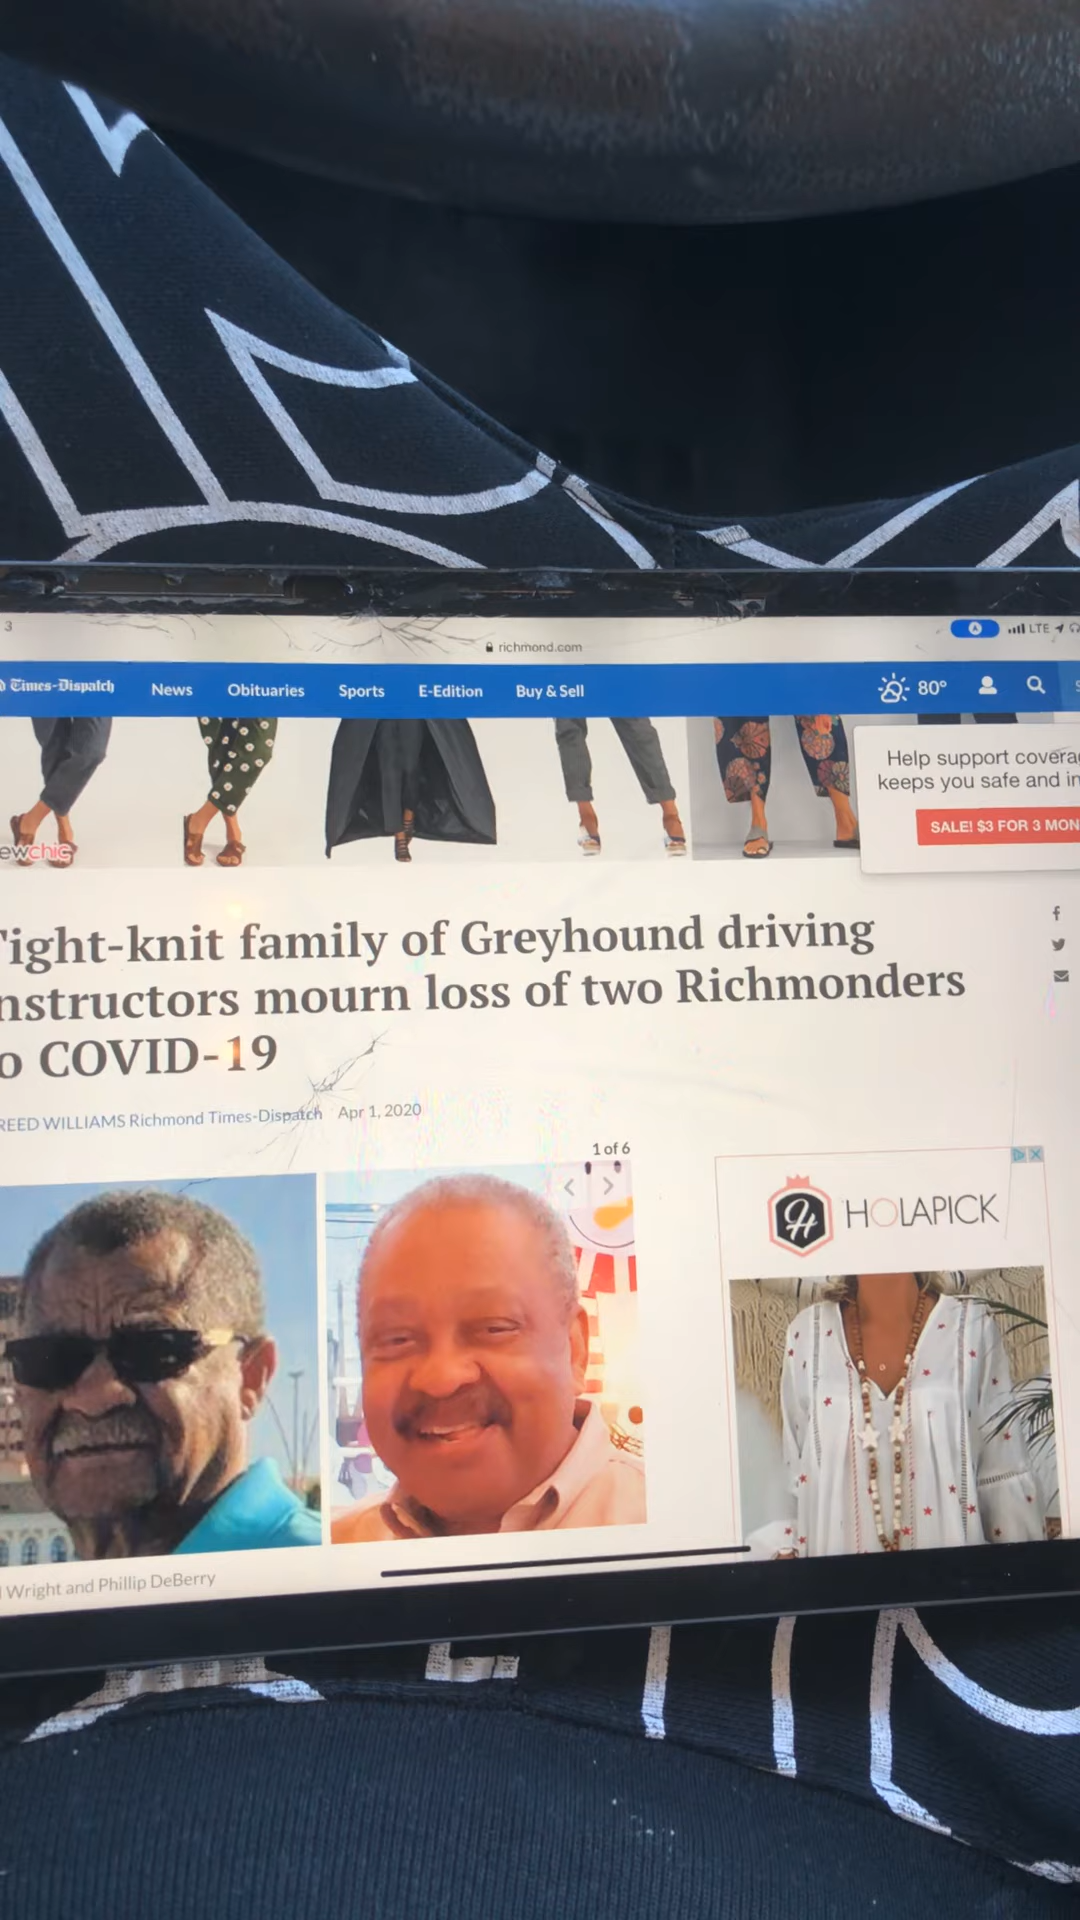 3
richmond.com
LTE
Times-Dispatch News Obituaries Sports E-Edition Buy & Sell 80°
Help support covera
keeps you safe and in
SALE! $3 FOR 3 MON
ewchic
ight-knit family of Greyhound driving
nstructors mourn loss of two Richmonders
o COVID-19
REED WILLIAMS Richmond Times-Dispatch Apr 1, 2020
1 of 6
H HOLAPICK
Wright and Phillip DeBerry